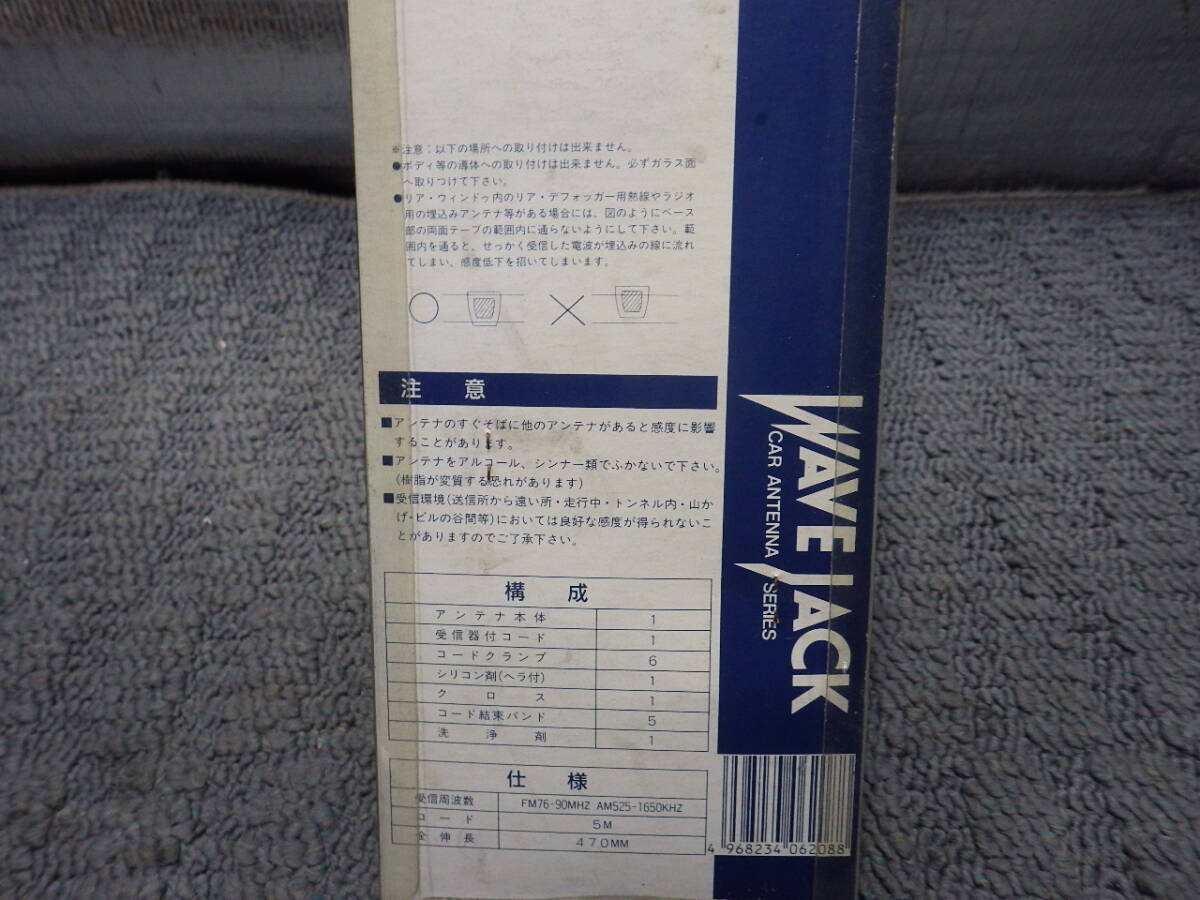 ※注意：以下の場所への取り付けは出来ません。
●ボディ等の導体への取り付けは出来ません。必ずガラス面
へ取りつけて下さい。
●リア・ウィンドゥ内のリア・デフォッガー用熱線やラジオ
用の埋込みアンテナ等がある場合には、図のようにベース
部の両面テープの範囲内に通らないようにして下さい。範
囲内を通ると、せっかく受信した電波が埋込みの線に流れ
てしまい、感度低下を招いてしまいます。
注 意
■アンテナのすぐそばに他のアンテナがあると感度に影響
することがあります。
■アンテナをアルコール、シンナー類でふかないで下さい。
(樹脂が変質する恐れがあります)
■受信環境(送信所から遠い所・走行中・トンネル内・山か
げ・ビルの谷間等)においては良好な感度が得られないこ
とがありますのでご了承下さい。
構 成
アンテナ本体 1
受信器付コード 1
コードクランプ 6
シリコン剤(ヘラ付) 1
クロス 1
コード結束バンド 5
洗浄剤 1
仕 様
受信周波数 FM76-90MHZ AM525-1650KHZ
コード 5M
全伸長 470MM
WAVE JACK
CAR ANTENNA SERIES
4 968234 062088